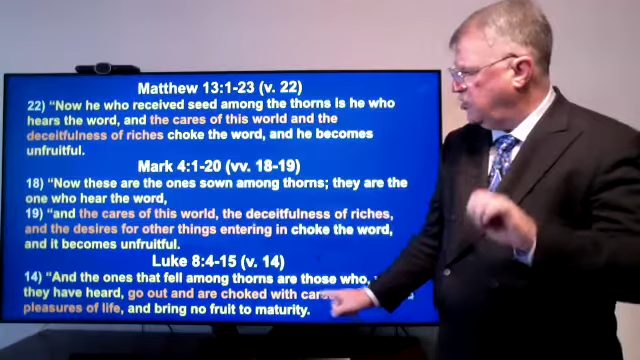 Matthew 13:1-23 (v. 22)
22) “Now he who received seed among the thorns is he who
hears the word, and the cares of this world and the
deceitfulness of riches choke the word, and he becomes
unfruitful.
Mark 4:1-20 (vv. 18-19)
18) “Now these are the ones sown among thorns; they are the
one who hear the word,
19) “and the cares of this world, the deceitfulness of riches,
and the desires for other things entering in choke the word,
and it becomes unfruitful.
Luke 8:4-15 (v. 14)
14) “And the ones that fell among thorns are those who,
they have heard, go out and are choked with
pleasures of life, and bring no fruit to maturity.